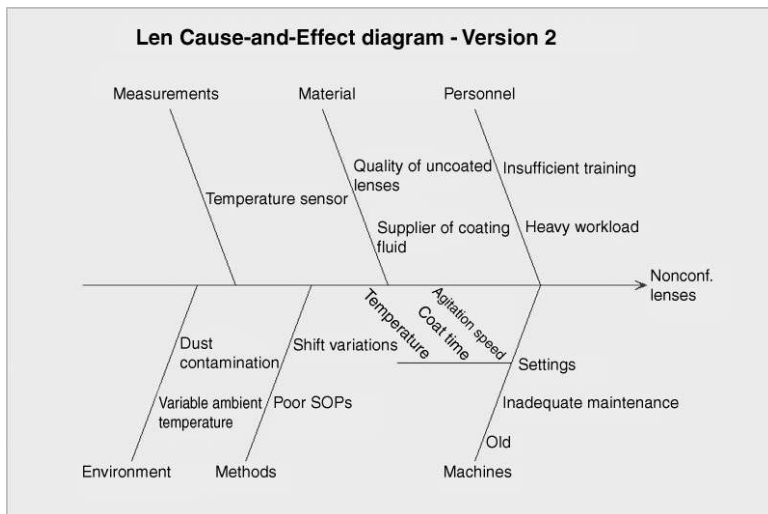 Len Cause-and-Effect diagram - Version 2
Measurements
Material
Personnel
Temperature sensor
Quality of uncoated
lenses
Supplier of coating
fluid
Insufficient training
Heavy workload
Nonconf.
lenses
Dust
contamination
Variable ambient
temperature
Environment
Shift variations
Poor SOPs
Methods
Temperature
Coat time
Agitation speed
Settings
Inadequate maintenance
Old
Machines